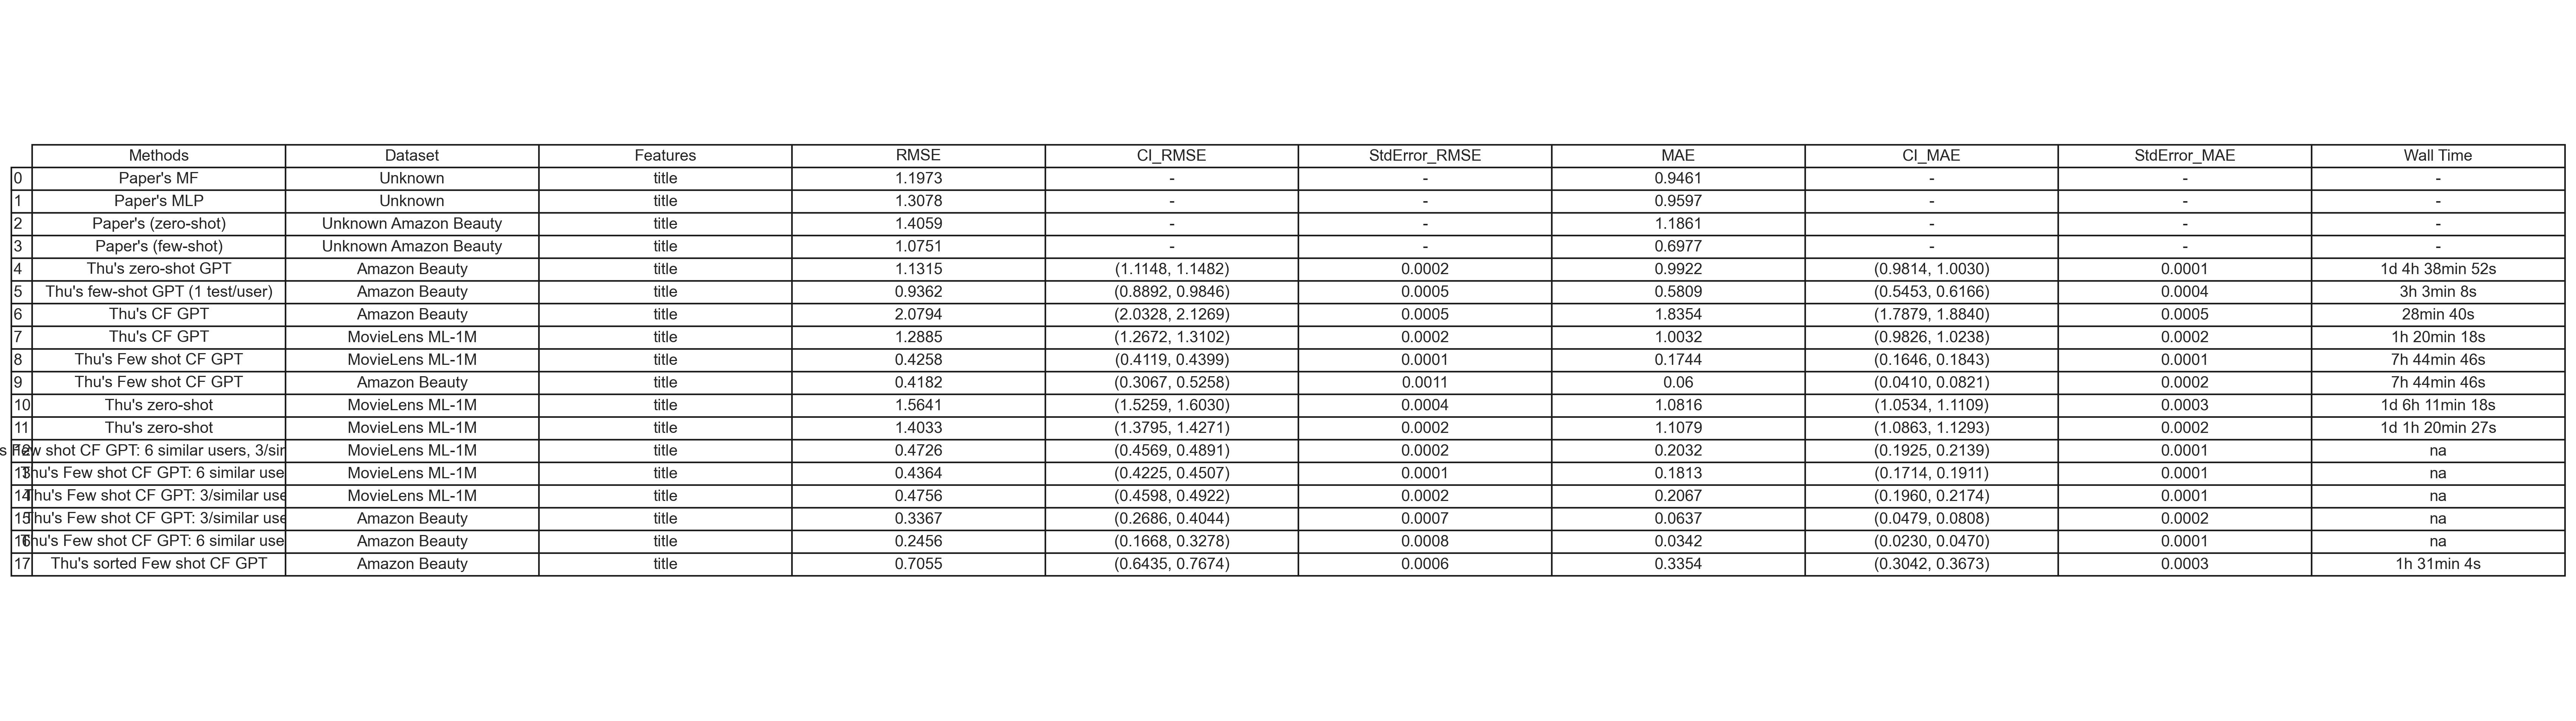 Methods Dataset Features RMSE CI_RMSE StdError_RMSE MAE CI_MAE StdError_MAE Wall Time
0 Paper's MF Unknown title 1.1973 - - 0.9461 - - -
1 Paper's MLP Unknown title 1.3078 - - 0.9597 - - -
2 Paper's (zero-shot) Unknown Amazon Beauty title 1.4059 - - 1.1861 - - -
3 Paper's (few-shot) Unknown Amazon Beauty title 1.0751 - - 0.6977 - - -
4 Thu's zero-shot GPT Amazon Beauty title 1.1315 (1.1148, 1.1482) 0.0002 0.9922 (0.9814, 1.0030) 0.0001 1d 4h 38min 52s
5 Thu's few-shot GPT (1 test/user) Amazon Beauty title 0.9362 (0.8892, 0.9846) 0.0005 0.5809 (0.5453, 0.6166) 0.0004 3h 3min 8s
6 Thu's CF GPT Amazon Beauty title 2.0794 (2.0328, 2.1269) 0.0005 1.8354 (1.7879, 1.8840) 0.0005 28min 40s
7 Thu's CF GPT MovieLens ML-1M title 1.2885 (1.2672, 1.3102) 0.0002 1.0032 (0.9826, 1.0238) 0.0002 1h 20min 18s
8 Thu's Few shot CF GPT MovieLens ML-1M title 0.4258 (0.4119, 0.4399) 0.0001 0.1744 (0.1646, 0.1843) 0.0001 7h 44min 46s
9 Thu's Few shot CF GPT Amazon Beauty title 0.4182 (0.3067, 0.5258) 0.0011 0.06 (0.0410, 0.0821) 0.0002 7h 44min 46s
10 Thu's zero-shot MovieLens ML-1M title 1.5641 (1.5259, 1.6030) 0.0004 1.0816 (1.0534, 1.1109) 0.0003 1d 6h 11min 18s
11 Thu's zero-shot MovieLens ML-1M title 1.4033 (1.3795, 1.4271) 0.0002 1.1079 (1.0863, 1.1293) 0.0002 1d 1h 20min 27s
12 s Few shot CF GPT: 6 similar users, 3/sir MovieLens ML-1M title 0.4726 (0.4569, 0.4891) 0.0002 0.2032 (0.1925, 0.2139) 0.0001 na
13 Thu's Few shot CF GPT: 6 similar use MovieLens ML-1M title 0.4364 (0.4225, 0.4507) 0.0001 0.1813 (0.1714, 0.1911) 0.0001 na
14 Thu's Few shot CF GPT: 3/similar use MovieLens ML-1M title 0.4756 (0.4598, 0.4922) 0.0002 0.2067 (0.1960, 0.2174) 0.0001 na
15 Thu's Few shot CF GPT: 3/similar use Amazon Beauty title 0.3367 (0.2686, 0.4044) 0.0007 0.0637 (0.0479, 0.0808) 0.0002 na
16 Thu's Few shot CF GPT: 6 similar use Amazon Beauty title 0.2456 (0.1668, 0.3278) 0.0008 0.0342 (0.0230, 0.0470) 0.0001 na
17 Thu's sorted Few shot CF GPT Amazon Beauty title 0.7055 (0.6435, 0.7674) 0.0006 0.3354 (0.3042, 0.3673) 0.0003 1h 31min 4s